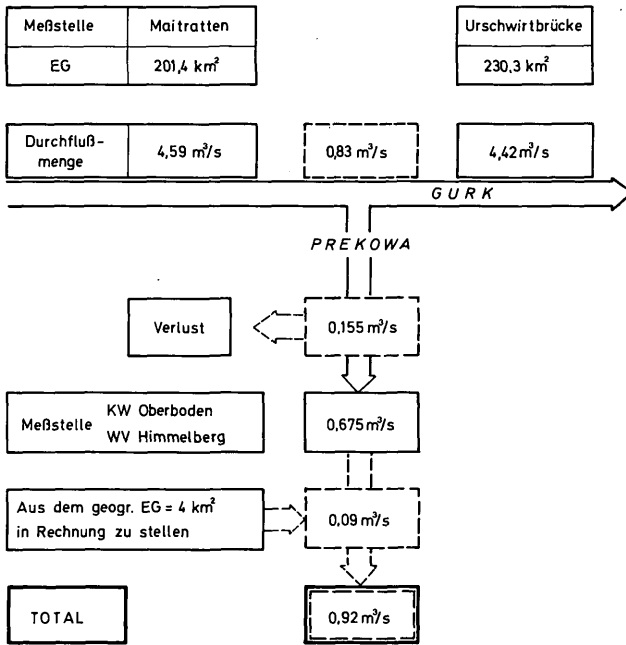 Meßstelle Maitratten Urschwirtbrücke
EG 201,4 km² 230,3 km²
Durchfluß-
menge 4,59 m³/s 0,83 m³/s 4,42 m³/s
GURK
PREKOWA
Verlust 0,155 m³/s
Meßstelle KW Oberboden
WV Himmelberg
0,675 m³/s
Aus dem geogr. EG = 4 km²
in Rechnung zu stellen
0,09 m³/s
TOTAL 0,92 m³/s